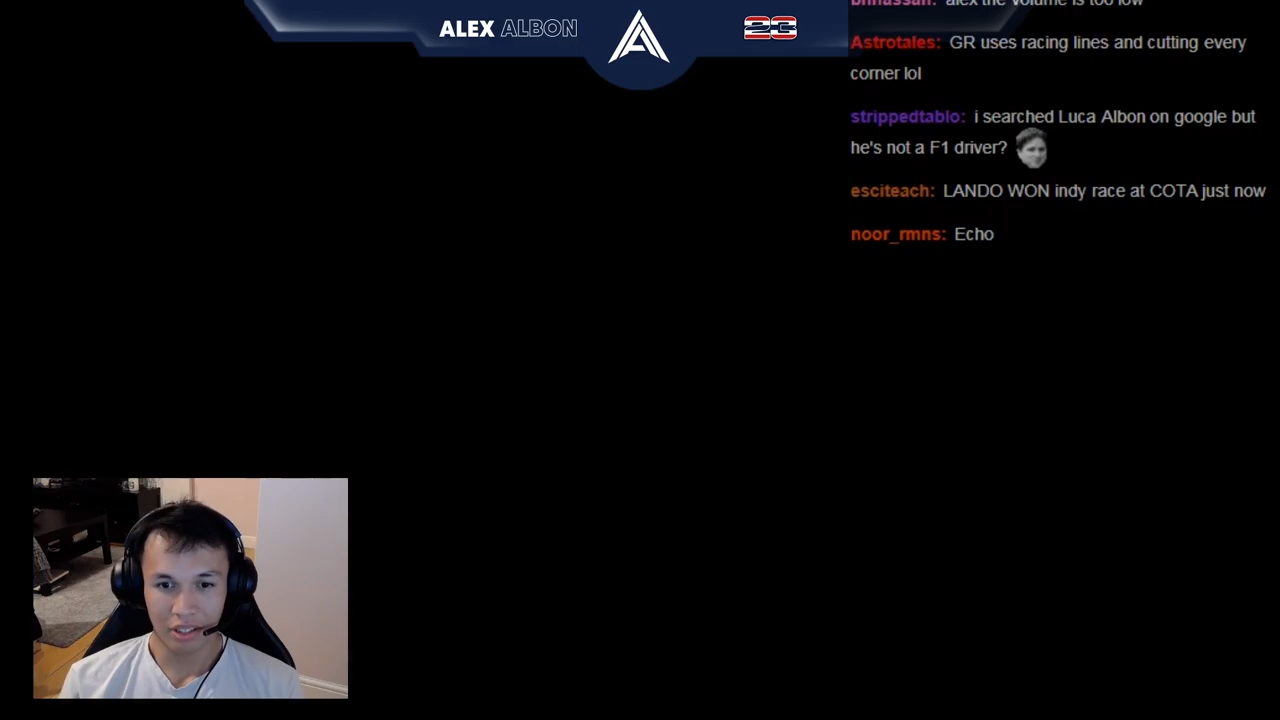 ALEX ALBON
23
bnnassan: alex the volume is too low
Astrotales: GR uses racing lines and cutting every
corner lol
strippedtablo: i searched Luca Albon on google but
he's not a F1 driver?
esciteach: LANDO WON indy race at COTA just now
noor_rmns: Echo